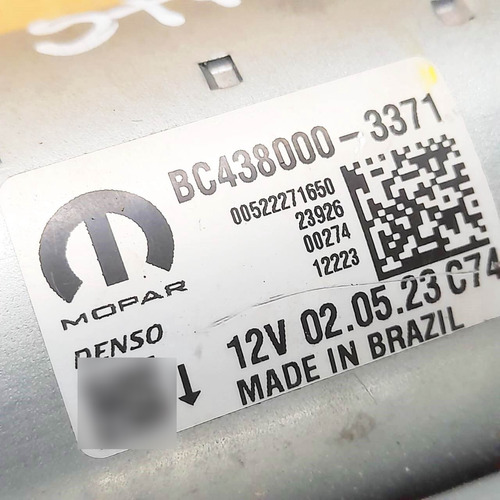 BC438000-3371
00522271650
23926
00274
12223
MOPAR
DENSO
12V 02.05.23 C74
MADE IN BRAZIL